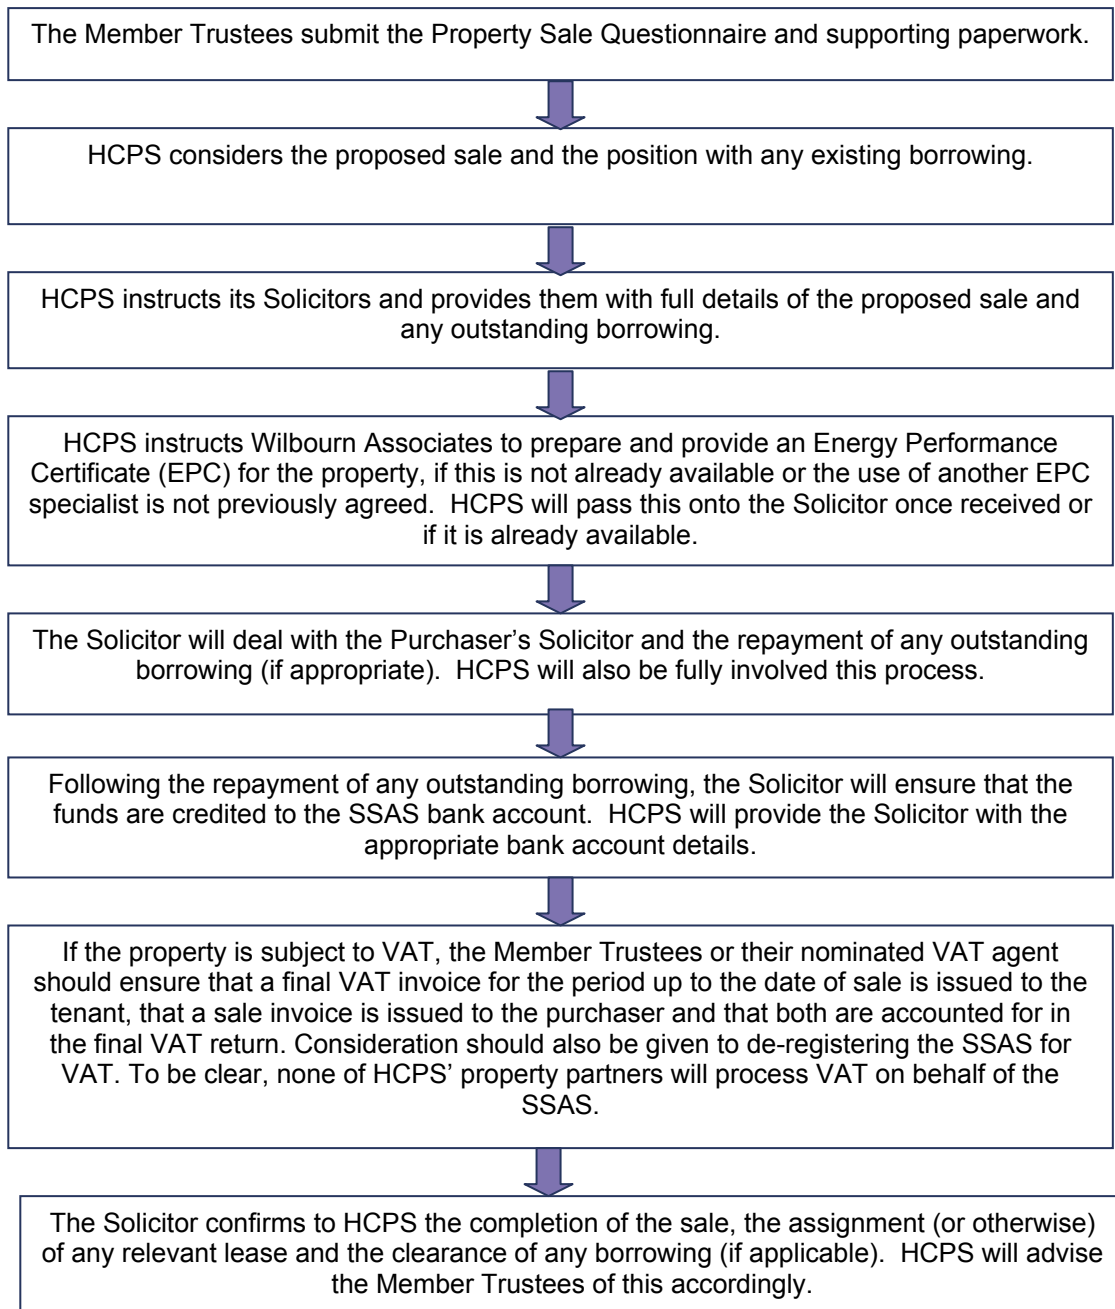 The Member Trustees submit the Property Sale Questionnaire and supporting paperwork.
HCPS considers the proposed sale and the position with any existing borrowing.
HCPS instructs its Solicitors and provides them with full details of the proposed sale and
any outstanding borrowing.
HCPS instructs Wilbourn Associates to prepare and provide an Energy Performance
Certificate (EPC) for the property, if this is not already available or the use of another EPC
specialist is not previously agreed.  HCPS will pass this onto the Solicitor once received or
if it is already available.
The Solicitor will deal with the Purchaser’s Solicitor and the repayment of any outstanding
borrowing (if appropriate).  HCPS will also be fully involved this process.
Following the repayment of any outstanding borrowing, the Solicitor will ensure that the
funds are credited to the SSAS bank account.  HCPS will provide the Solicitor with the
appropriate bank account details.
If the property is subject to VAT, the Member Trustees or their nominated VAT agent
should ensure that a final VAT invoice for the period up to the date of sale is issued to the
tenant, that a sale invoice is issued to the purchaser and that both are accounted for in
the final VAT return. Consideration should also be given to de-registering the SSAS for
VAT. To be clear, none of HCPS’ property partners will process VAT on behalf of the
SSAS.
The Solicitor confirms to HCPS the completion of the sale, the assignment (or otherwise)
of any relevant lease and the clearance of any borrowing (if applicable).  HCPS will advise
the Member Trustees of this accordingly.